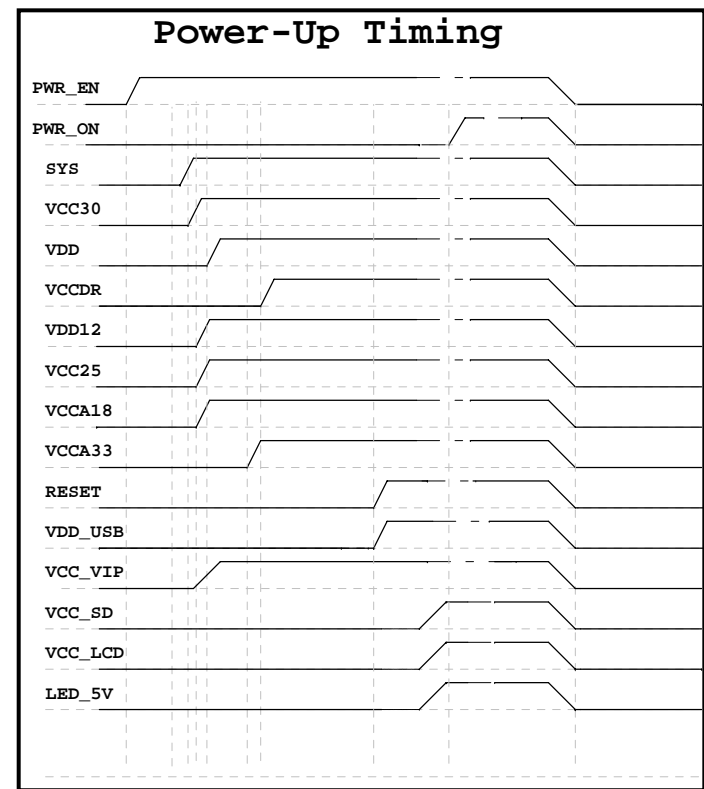 Power-Up Timing
PWR_EN
PWR_ON
SYS
VCC30
VDD
VCCDR
VDD12
VCC25
VCCA18
VCCA33
RESET
VDD_USB
VCC_VIP
VCC_SD
VCC_LCD
LED_5V